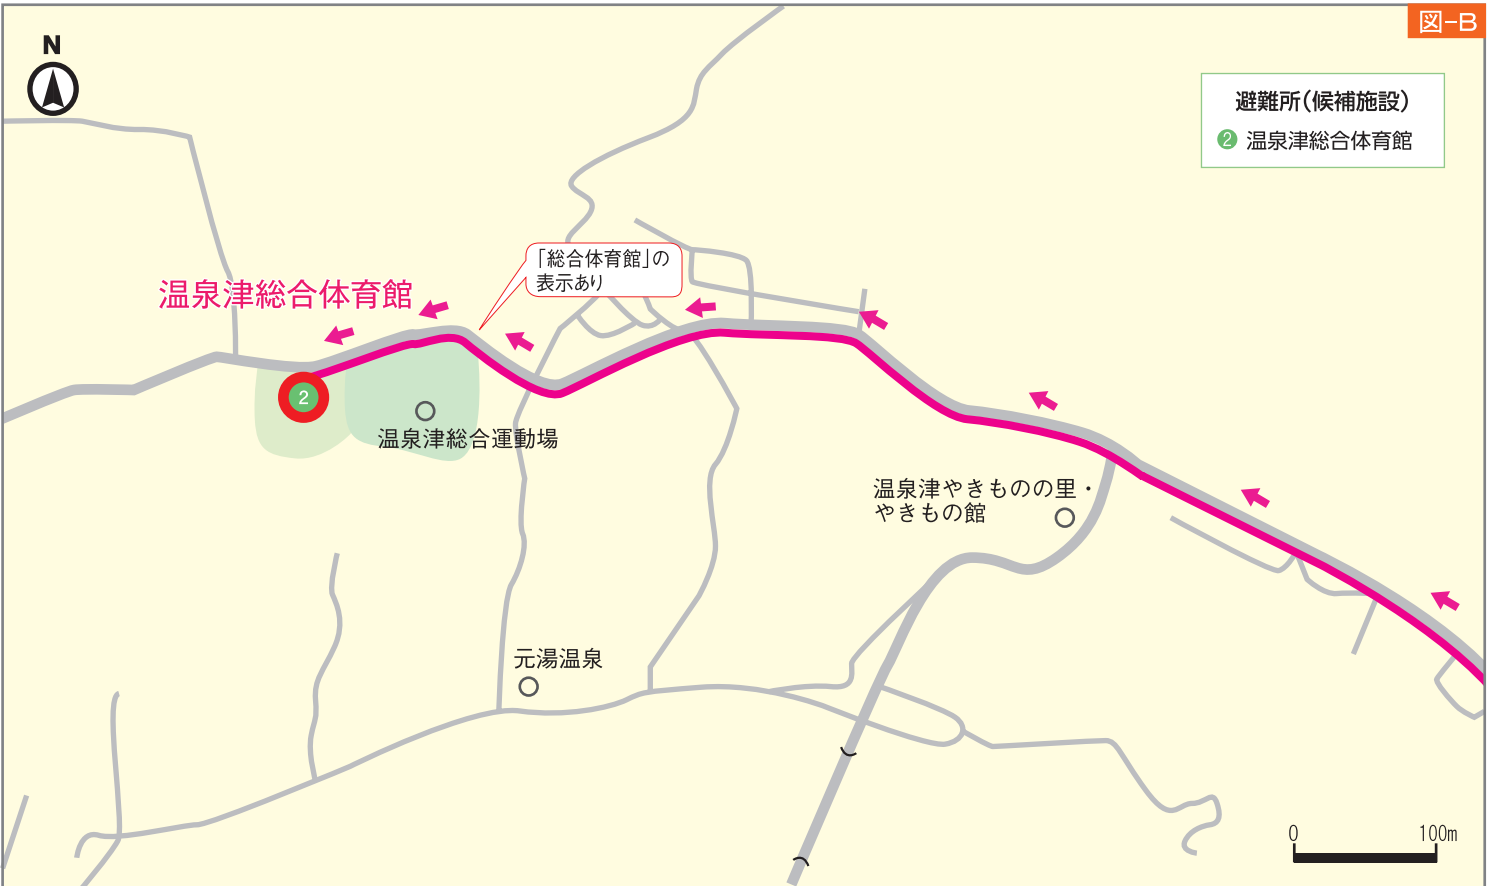 図-B
N
避難所(候補施設)
2 温泉津総合体育館
「総合体育館」の
表示あり
温泉津総合体育館
2
温泉津総合運動場
温泉津やきものの里・
やきもの館
元湯温泉
0 100m